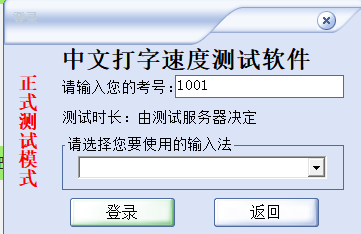 中文打字速度测试软件
正式测试模式
请输入您的考号:1001
测试时长：由测试服务器决定
请选择您要使用的输入法
登录
返回